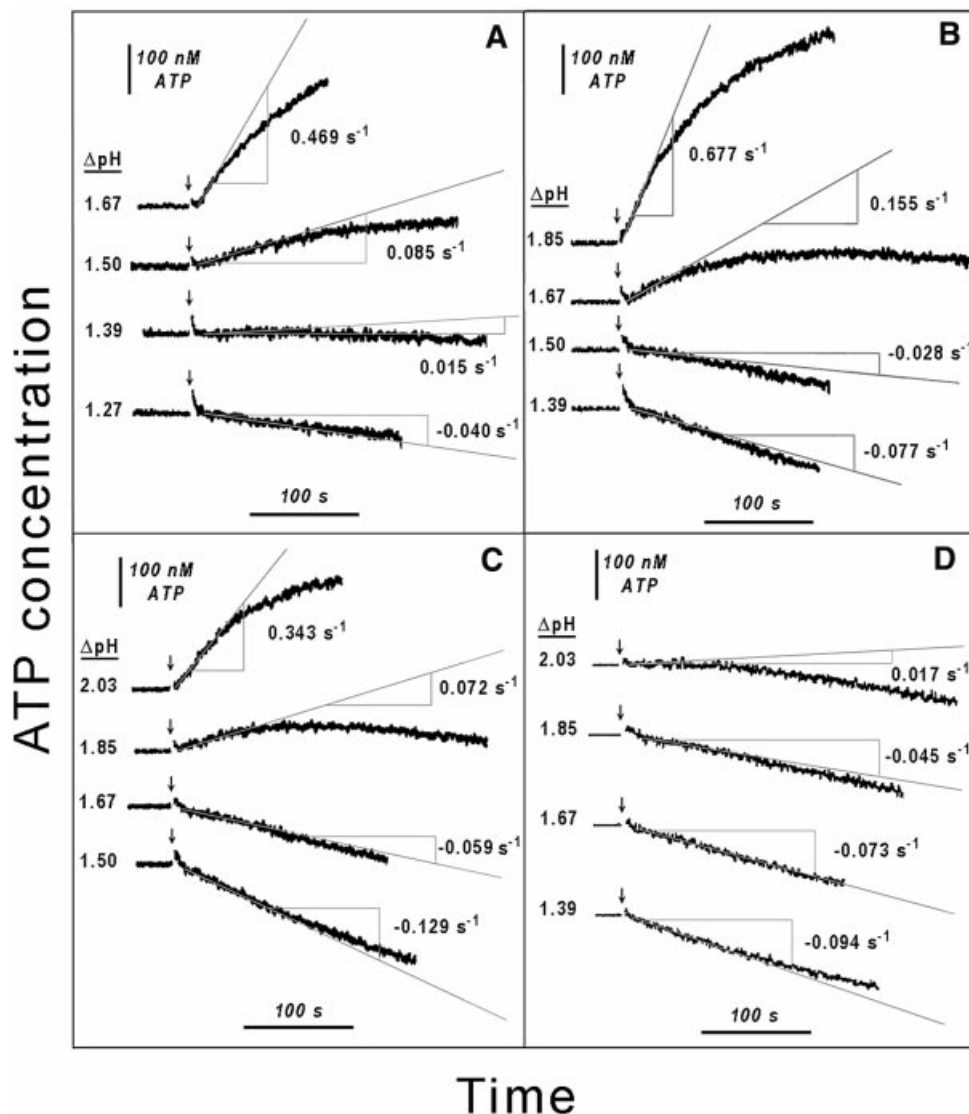 ATP concentration
A
100 nM
ATP
0.469 s-1
ΔpH
1.67
0.085 s-1
1.50
1.39
0.015 s-1
1.27
-0.040 s-1
100 s
B
100 nM
ATP
0.677 s-1
ΔpH
0.155 s-1
1.85
1.67
-0.028 s-1
1.50
1.39
-0.077 s-1
100 s
C
100 nM
ATP
0.343 s-1
ΔpH
2.03
0.072 s-1
1.85
1.67
-0.059 s-1
1.50
-0.129 s-1
100 s
D
100 nM
ATP
ΔpH
2.03
0.017 s-1
1.85
-0.045 s-1
1.67
-0.073 s-1
1.39
-0.094 s-1
100 s
Time